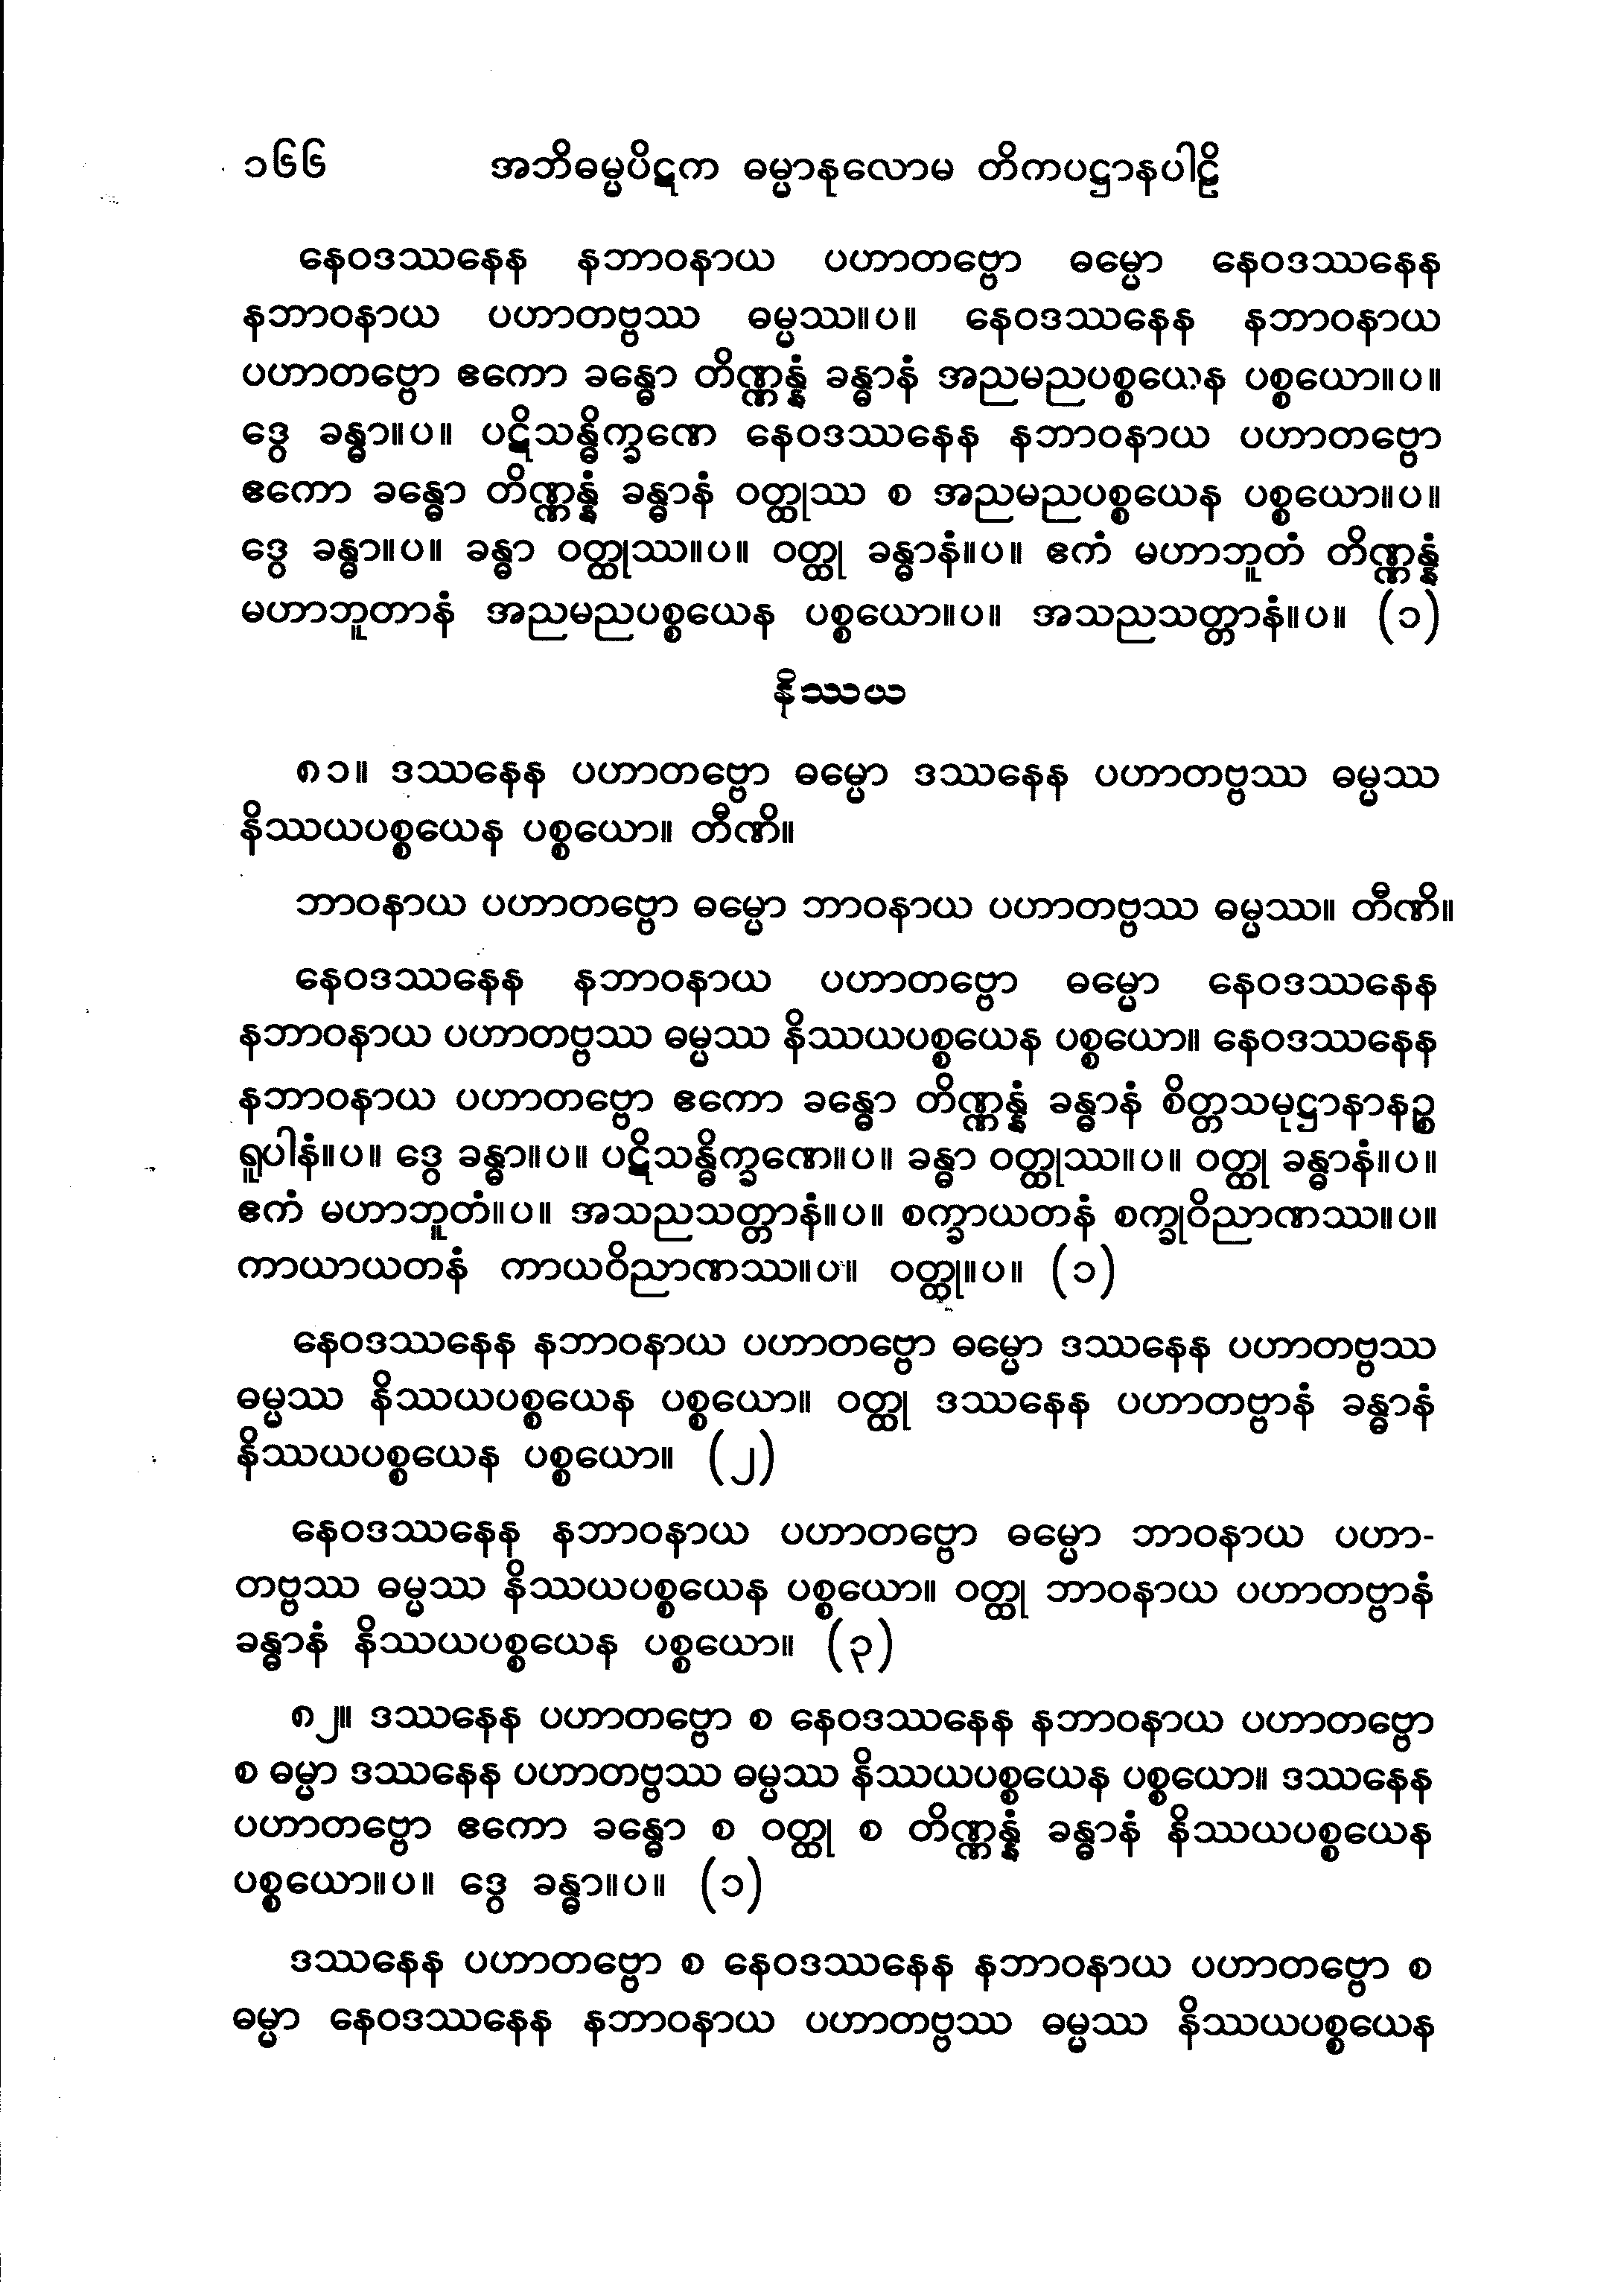 ၁၆၆ အဘိဓမ္မပိဋက ဓမ္မာနုလောမ တိကပဋ္ဌာနပါဠိ
နေဝဒဿနေန နဘာဝနာယ ပဟာတဗ္ဗော ဓမ္မော နေဝဒဿနေန
နဘာဝနာယ ပဟာတဗ္ဗဿ ဓမ္မဿ။ပ။ နေဝဒဿနေန နဘာဝနာယ
ပဟာတဗ္ဗော ဧကော ခန္ဓော တိဏ္ဏန္နံ ခန္ဓာနံ အညမညပစ္စယေန ပစ္စယော။ပ။
ဒွေ ခန္ဓာ။ပ။ ပဋိသန္ဓိက္ခဏေ နေဝဒဿနေန နဘာဝနာယ ပဟာတဗ္ဗော
ဧကော ခန္ဓော တိဏ္ဏန္နံ ခန္ဓာနံ ဝတ္ထုဿ စ အညမညပစ္စယေန ပစ္စယော။ပ။
ဒွေ ခန္ဓာ။ပ။ ခန္ဓာ ဝတ္ထုဿ။ပ။ ဝတ္ထု ခန္ဓာနံ။ပ။ ဧကံ မဟာဘူတံ တိဏ္ဏန္နံ
မဟာဘူတာနံ အညမညပစ္စယေန ပစ္စယော။ပ။ အသညသတ္တာနံ။ပ။ (၁)
နိဿယ
၈၁။ ဒဿနေန ပဟာတဗ္ဗော ဓမ္မော ဒဿနေန ပဟာတဗ္ဗဿ ဓမ္မဿ
နိဿယပစ္စယေန ပစ္စယော။ တီဏိ။
ဘာဝနာယ ပဟာတဗ္ဗော ဓမ္မော ဘာဝနာယ ပဟာတဗ္ဗဿ ဓမ္မဿ။ တီဏိ။
နေဝဒဿနေန နဘာဝနာယ ပဟာတဗ္ဗော ဓမ္မော နေဝဒဿနေန
နဘာဝနာယ ပဟာတဗ္ဗဿ ဓမ္မဿ နိဿယပစ္စယေန ပစ္စယော။ နေဝဒဿနေန
နဘာဝနာယ ပဟာတဗ္ဗော ဧကော ခန္ဓော တိဏ္ဏန္နံ ခန္ဓာနံ စိတ္တသမုဋ္ဌာနာနဉ္စ
ရူပါနံ။ပ။ ဒွေ ခန္ဓာ။ပ။ ပဋိသန္ဓိက္ခဏေ။ပ။ ခန္ဓာ ဝတ္ထုဿ။ပ။ ဝတ္ထု ခန္ဓာနံ။ပ။
ဧကံ မဟာဘူတံ။ပ။ အသညသတ္တာနံ။ပ။ စက္ခာယတနံ စက္ခုဝိညာဏဿ။ပ။
ကာယာယတနံ ကာယဝိညာဏဿ။ပ။ ဝတ္ထု။ပ။ (၁)
နေဝဒဿနေန နဘာဝနာယ ပဟာတဗ္ဗော ဓမ္မော ဒဿနေန ပဟာတဗ္ဗဿ
ဓမ္မဿ နိဿယပစ္စယေန ပစ္စယော။ ဝတ္ထု ဒဿနေန ပဟာတဗ္ဗာနံ ခန္ဓာနံ
နိဿယပစ္စယေန ပစ္စယော။ (၂)
နေဝဒဿနေန နဘာဝနာယ ပဟာတဗ္ဗော ဓမ္မော ဘာဝနာယ ပဟာ-
တဗ္ဗဿ ဓမ္မဿ နိဿယပစ္စယေန ပစ္စယော။ ဝတ္ထု ဘာဝနာယ ပဟာတဗ္ဗာနံ
ခန္ဓာနံ နိဿယပစ္စယေန ပစ္စယော။ (၃)
၈၂။ ဒဿနေန ပဟာတဗ္ဗော စ နေဝဒဿနေန နဘာဝနာယ ပဟာတဗ္ဗော
စ ဓမ္မာ ဒဿနေန ပဟာတဗ္ဗဿ ဓမ္မဿ နိဿယပစ္စယေန ပစ္စယော။ ဒဿနေန
ပဟာတဗ္ဗော ဧကော ခန္ဓော စ ဝတ္ထု စ တိဏ္ဏန္နံ ခန္ဓာနံ နိဿယပစ္စယေန
ပစ္စယော။ပ။ ဒွေ ခန္ဓာ။ပ။ (၁)
ဒဿနေန ပဟာတဗ္ဗော စ နေဝဒဿနေန နဘာဝနာယ ပဟာတဗ္ဗော စ
ဓမ္မာ နေဝဒဿနေန နဘာဝနာယ ပဟာတဗ္ဗဿ ဓမ္မဿ နိဿယပစ္စယေန